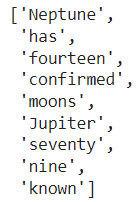 ['Neptune',
'has',
'fourteen',
'confirmed',
'moons',
'Jupiter',
'seventy',
'nine',
'known']